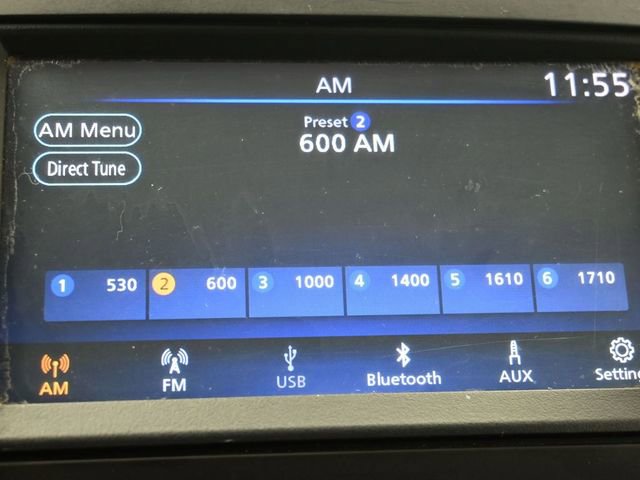 AM
11:55
AM Menu
Preset 2
600 AM
Direct Tune
1 530 2 600 3 1000 4 1400 5 1610 6 1710
AM FM USB Bluetooth AUX Setting